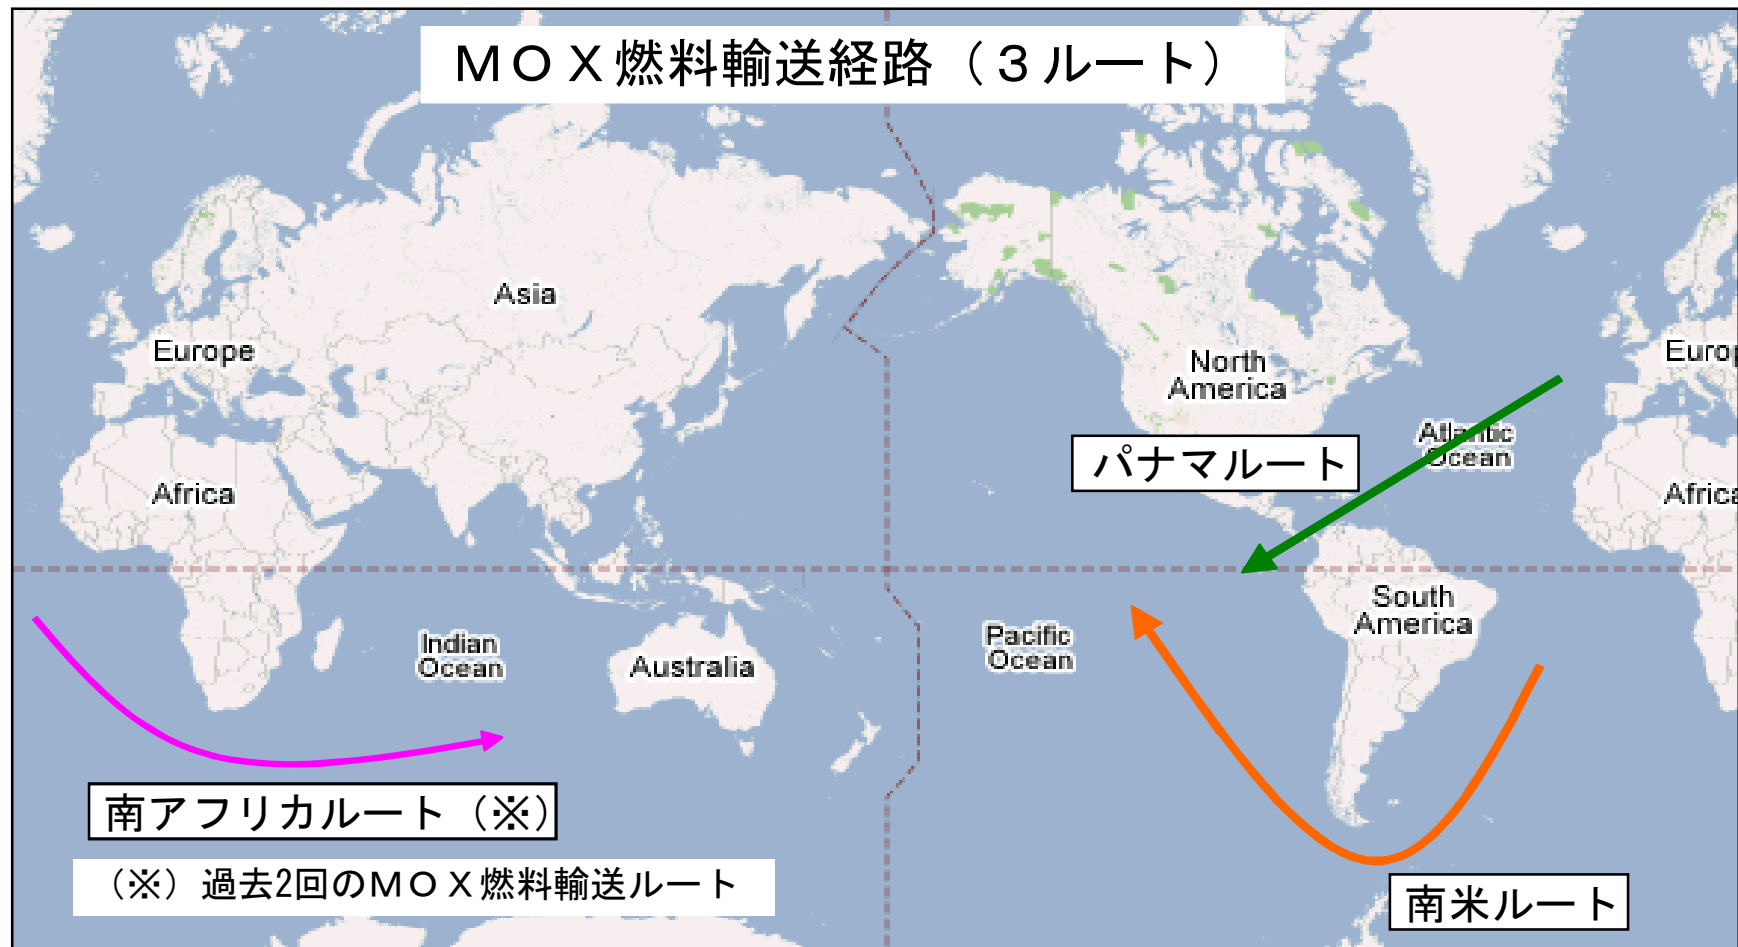 ＭＯＸ燃料輸送経路（３ルート）
Asia
Europe
North
America
Europ
Atlantic
Ocean
パナマルート
Africa
Africa
South
America
Indian
Ocean
Pacific
Ocean
Australia
南アフリカルート（※）
（※）過去2回のＭＯＸ燃料輸送ルート
南米ルート